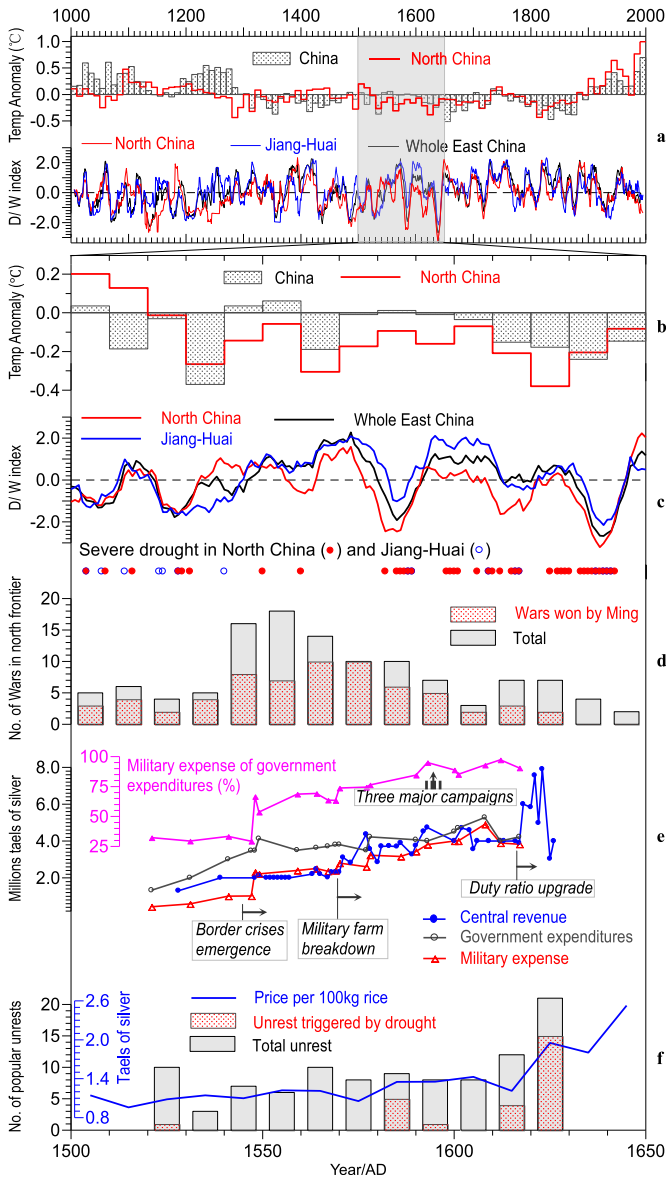 1000 1200 1400 1600 1800 2000
1.0
0.5
0.0
-0.5
Temp Anomaly (℃)
China
North China
a
North China
Jiang-Huai
Whole East China
2.0
0.0
-2.0
D/ W index
0.2
0.0
-0.2
-0.4
Temp Anomaly (℃)
China
North China
b
North China
Whole East China
Jiang-Huai
2.0
0.0
-2.0
D/ W index
c
Severe drought in North China ( ) and Jiang-Huai ( )
20
15
10
5
0
No. of Wars in north frontier
Wars won by Ming
Total
d
100
75
50
25
Military expense of government
expenditures (%)
8.0
6.0
4.0
2.0
Millions taels of silver
Three major campaigns
e
Duty ratio upgrade
Border crises
emergence
Military farm
breakdown
Central revenue
Government expenditures
Military expense
20
15
10
5
0
No. of popular unrests
2.6
2.0
1.4
0.8
Taels of silver
Price per 100kg rice
Unrest triggered by drought
Total unrest
f
1500 1550 1600 1650
Year/AD